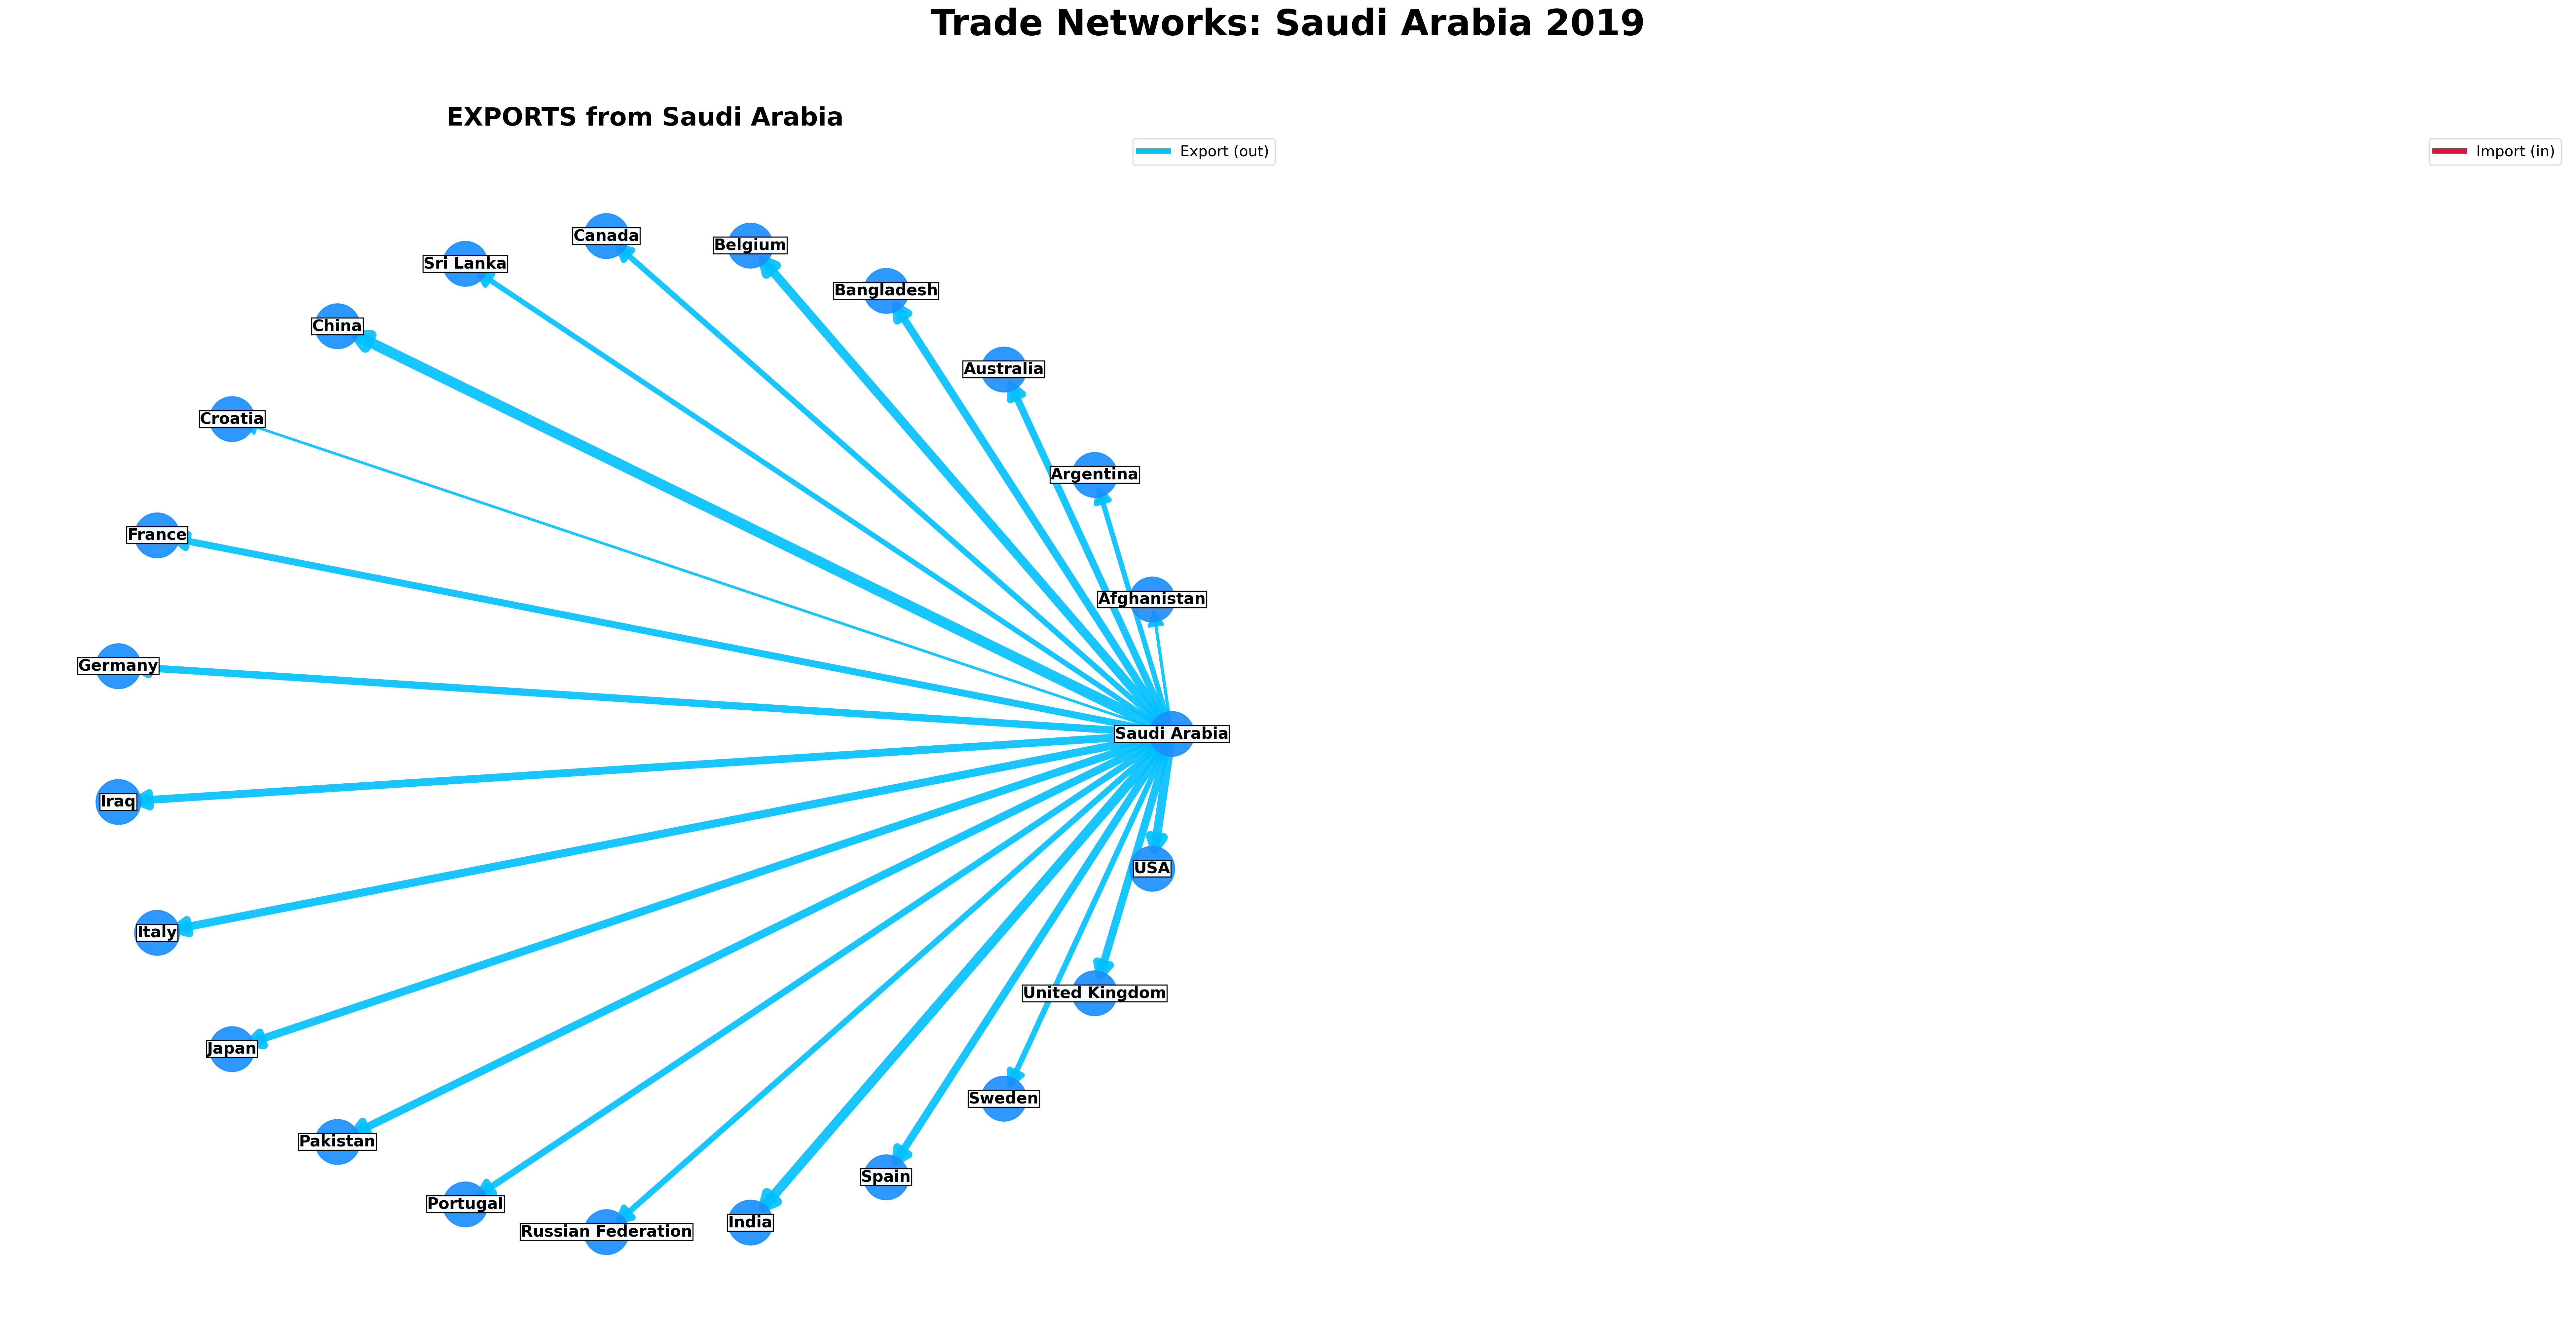 Trade Networks: Saudi Arabia 2019
EXPORTS from Saudi Arabia
Export (out)
Import (in)
Canada
Belgium
Sri Lanka
Bangladesh
China
Australia
Croatia
Argentina
France
Afghanistan
Germany
Saudi Arabia
Iraq
USA
Italy
United Kingdom
Japan
Sweden
Pakistan
Spain
Portugal
India
Russian Federation